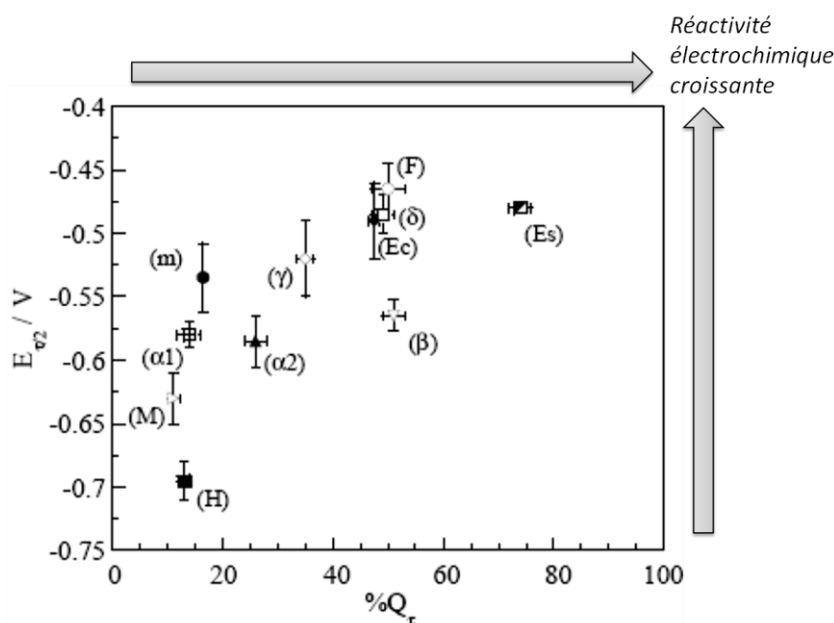 Réactivité
électrochimique
croissante
-0.4
-0.45
(F)
-0.5
(δ)
(Es)
(Ec)
(m)
(γ)
-0.55
(β)
(α1)
(α2)
-0.6
(M)
-0.65
-0.7
(H)
-0.75
0
20
40
60
80
100
%Qτ